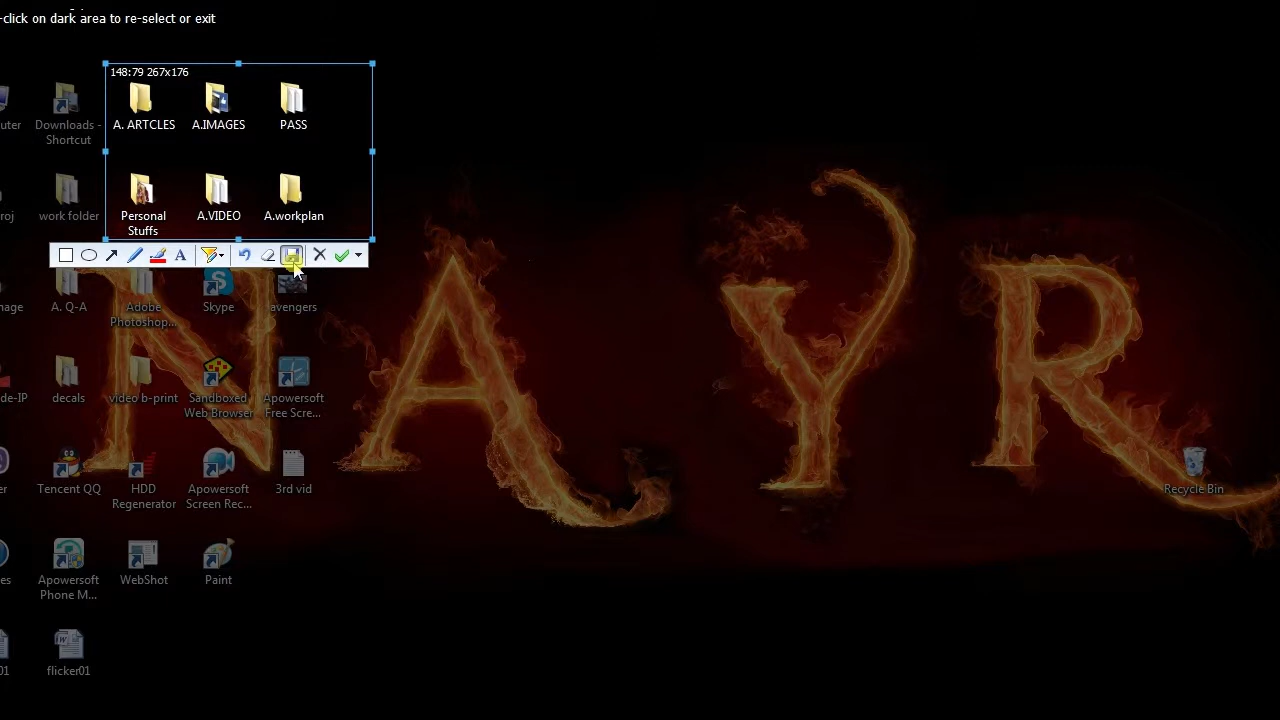 -click on dark area to re-select or exit
148:79 267x176
A. ARTCLES
A.IMAGES
PASS
Downloads -
Shortcut
work folder
Personal
Stuffs
A.VIDEO
A.workplan
A
A. Q-A
Adobe
Photoshop...
Skype
avengers
decals
video b-print
Sandboxed
Web Browser
Apowersoft
Free Scre...
Tencent QQ
HDD
Regenerator
Apowersoft
Screen Rec...
3rd vid
Recycle Bin
Apowersoft
Phone M...
WebShot
Paint
flicker01
N A Y R